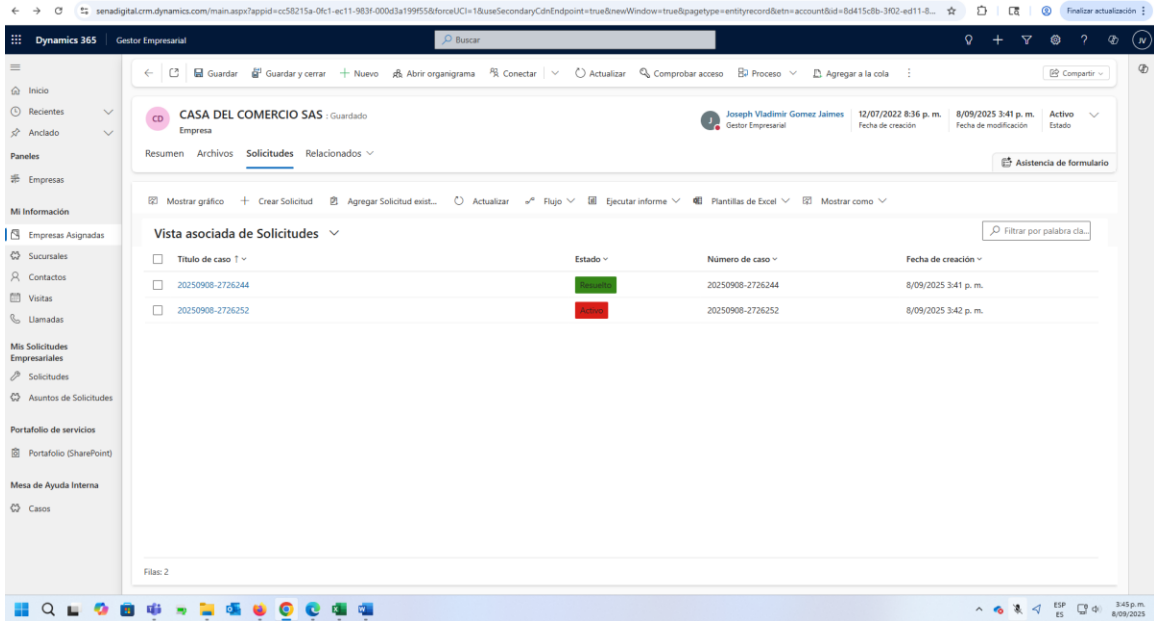 senadigital.crm.dynamics.com/main.aspx?appid=cc58215a-0fc1-ec11-983f-000d3a199f55&forceUCI=1&useSecondaryCdnEndpoint=true&newWindow=true&pagetype=entityrecord&etn=account&id=8d415c8b-3f02-ed11-8...
Finalizar actualización
Dynamics 365 Gestor Empresarial
Buscar
JV
Guardar Guardar y cerrar Nuevo Abrir organigrama Conectar Actualizar Comprobar acceso Proceso Agregar a la cola
Compartir
Inicio
Recientes
Anclado
Paneles
Empresas
Mi Información
Empresas Asignadas
Sucursales
Contactos
Visitas
Llamadas
Mis Solicitudes
Empresariales
Solicitudes
Asuntos de Solicitudes
Portafolio de servicios
Portafolio (SharePoint)
Mesa de Ayuda Interna
Casos
CD
CASA DEL COMERCIO SAS : Guardado
Empresa
J
Joseph Vladimir Gomez Jaimes
Gestor Empresarial
12/07/2022 8:36 p. m.
Fecha de creación
8/09/2025 3:41 p. m.
Fecha de modificación
Activo
Estado
Resumen Archivos Solicitudes Relacionados
Asistencia de formulario
Mostrar gráfico Crear Solicitud Agregar Solicitud exist... Actualizar Flujo Ejecutar informe Plantillas de Excel Mostrar como
Vista asociada de Solicitudes
Filtrar por palabra cla...
Título de caso Estado Número de caso Fecha de creación
20250908-2726244 Resuelto 20250908-2726244 8/09/2025 3:41 p. m.
20250908-2726252 Activo 20250908-2726252 8/09/2025 3:42 p. m.
Filas: 2
ESP
ES
3:45 p. m.
8/09/2025